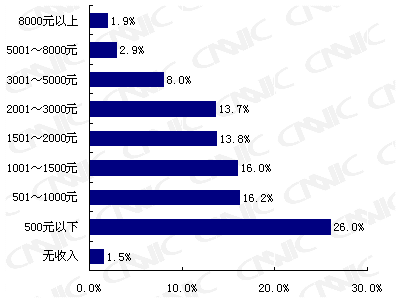 8000元以上 1.9%
5001～8000元 2.9%
3001～5000元 8.0%
2001～3000元 13.7%
1501～2000元 13.8%
1001～1500元 16.0%
501～1000元 16.2%
500元以下 26.0%
无收入 1.5%
0.0% 10.0% 20.0% 30.0%
CNNIC